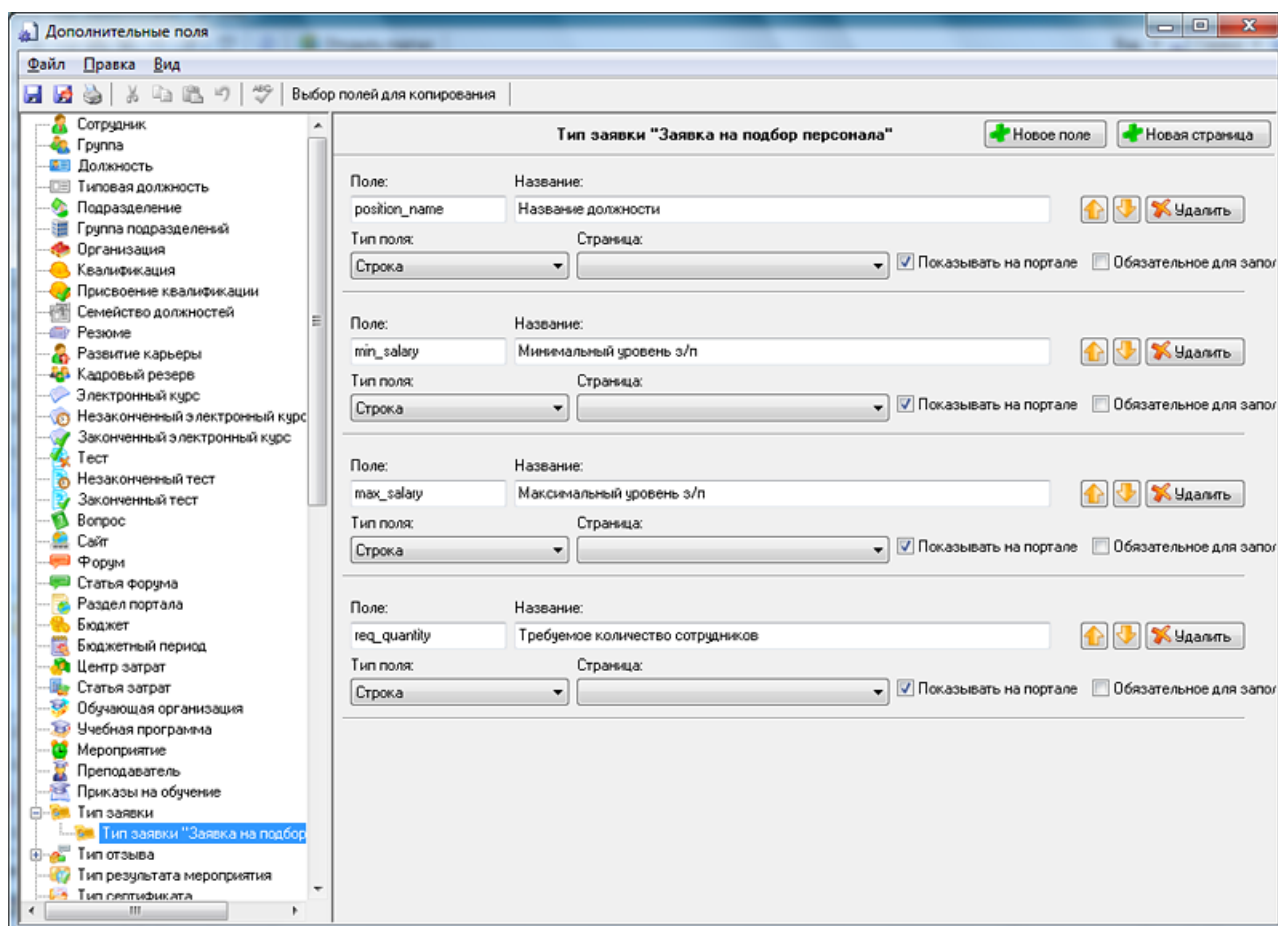 Дополнительные поля
Файл Правка Вид
Выбор полей для копирования
Сотрудник
Группа
Должность
Типовая должность
Подразделение
Группа подразделений
Организация
Квалификация
Присвоение квалификации
Семейство должностей
Резюме
Развитие карьеры
Кадровый резерв
Электронный курс
Незаконченный электронный курс
Законченный электронный курс
Тест
Незаконченный тест
Законченный тест
Вопрос
Сайт
Форум
Статья форума
Раздел портала
Бюджет
Бюджетный период
Центр затрат
Статья затрат
Обучающая организация
Учебная программа
Мероприятие
Преподаватель
Приказы на обучение
Тип заявки
Тип заявки "Заявка на подбор
Тип отзыва
Тип результата мероприятия
Тип сертификата
Тип заявки "Заявка на подбор персонала" Новое поле Новая страница
Поле: Название:
position_name Название должности Удалить
Тип поля: Страница:
Строка Показывать на портале Обязательное для запол
Поле: Название:
min_salary Минимальный уровень з/п Удалить
Тип поля: Страница:
Строка Показывать на портале Обязательное для запол
Поле: Название:
max_salary Максимальный уровень з/п Удалить
Тип поля: Страница:
Строка Показывать на портале Обязательное для запол
Поле: Название:
req_quantity Требуемое количество сотрудников Удалить
Тип поля: Страница:
Строка Показывать на портале Обязательное для запол